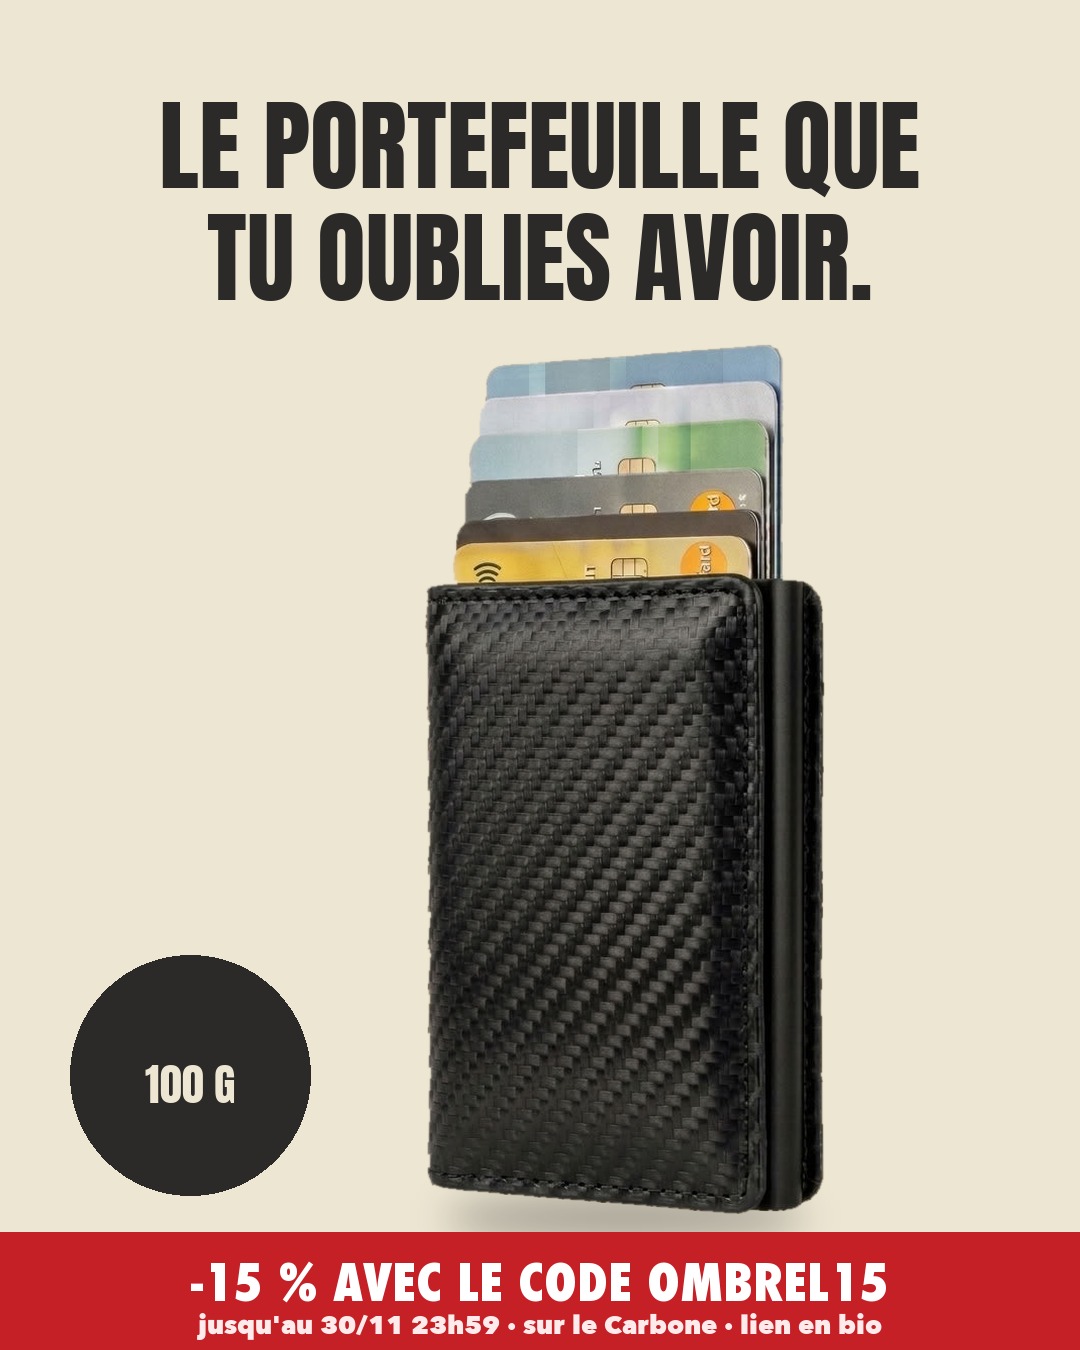 LE PORTEFEUILLE QUE
TU OUBLIES AVOIR.
100 G
-15 % AVEC LE CODE OMBREL15
jusqu'au 30/11 23h59 • sur le Carbone • lien en bio